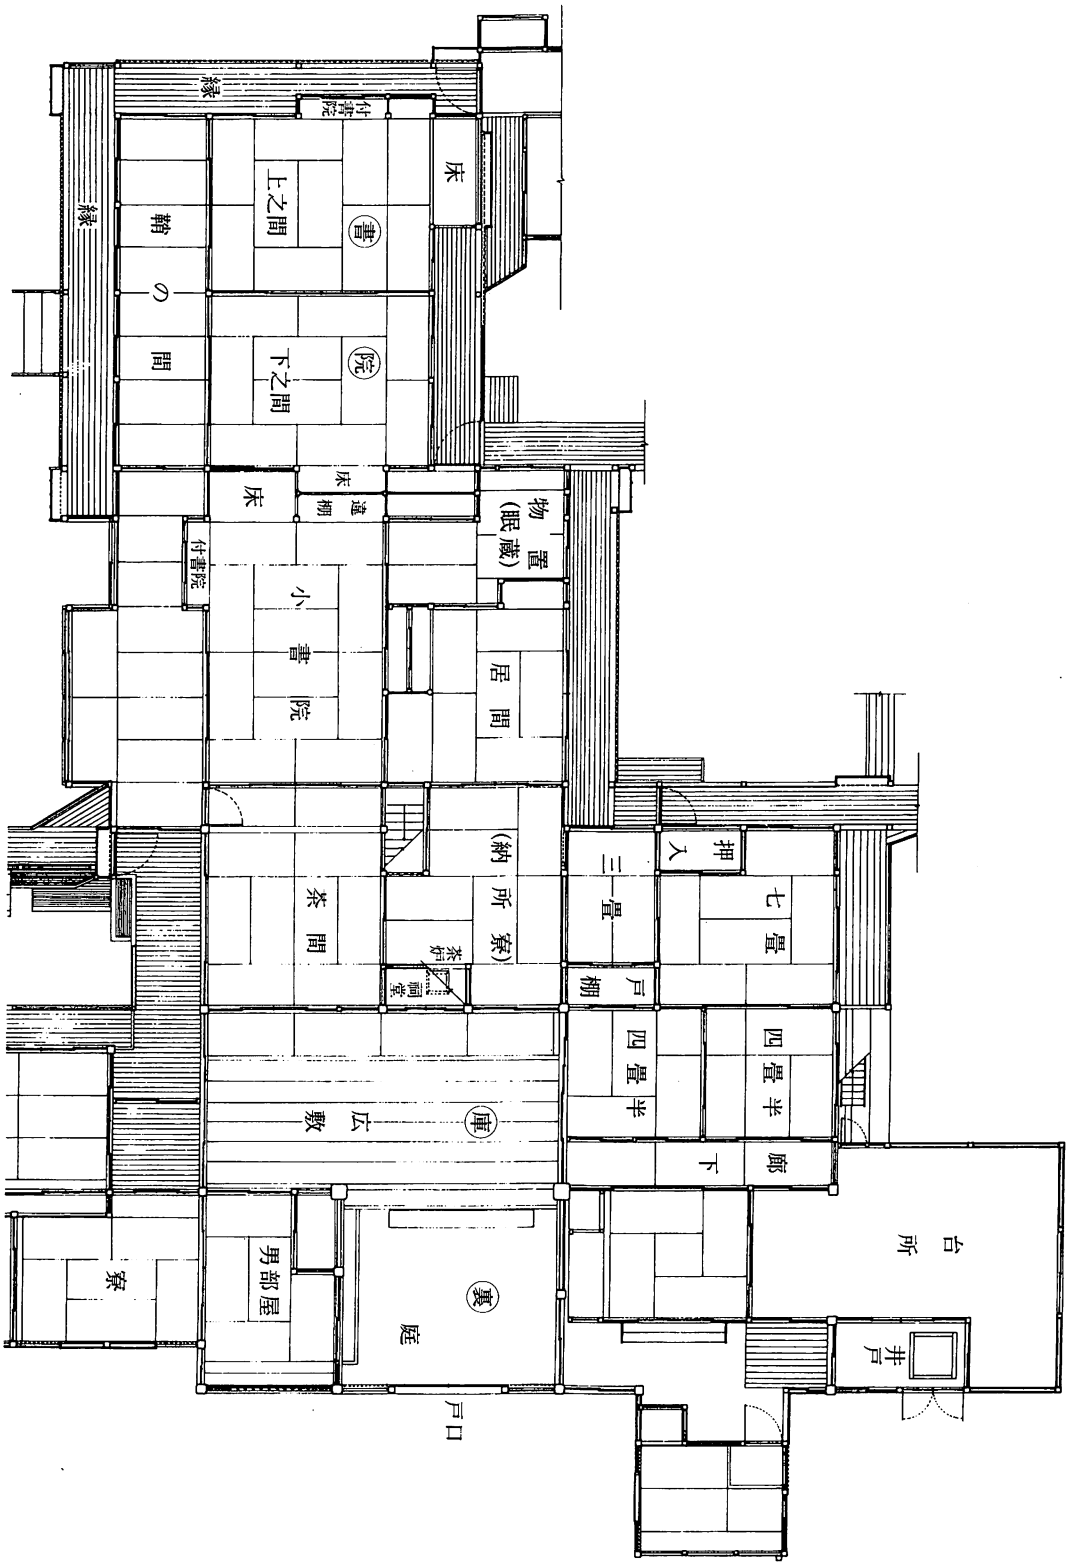 縁
付書院
床
縁
上之間
書
鞘の間
院
下之間
床
床
違棚
物置
(眠蔵)
付書院
小書院
居間
押入
三畳
七畳
茶間
(納所寮)
茶炉
祠堂
戸棚
四畳半
四畳半
庫
広敷
廊下
台所
寮
男部屋
裏
庭
井戸
戸口